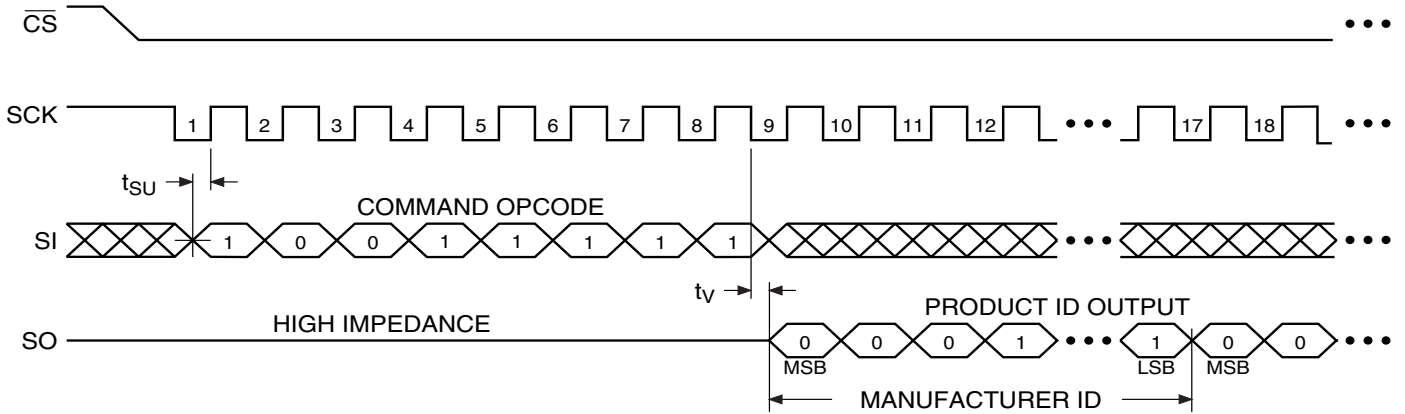 CS
SCK 1 2 3 4 5 6 7 8 9 10 11 12 17 18
tSU
COMMAND OPCODE
SI 1 0 0 1 1 1 1 1
tV
PRODUCT ID OUTPUT
HIGH IMPEDANCE
SO 0 0 0 1 1 0 0
MSB LSB MSB
MANUFACTURER ID